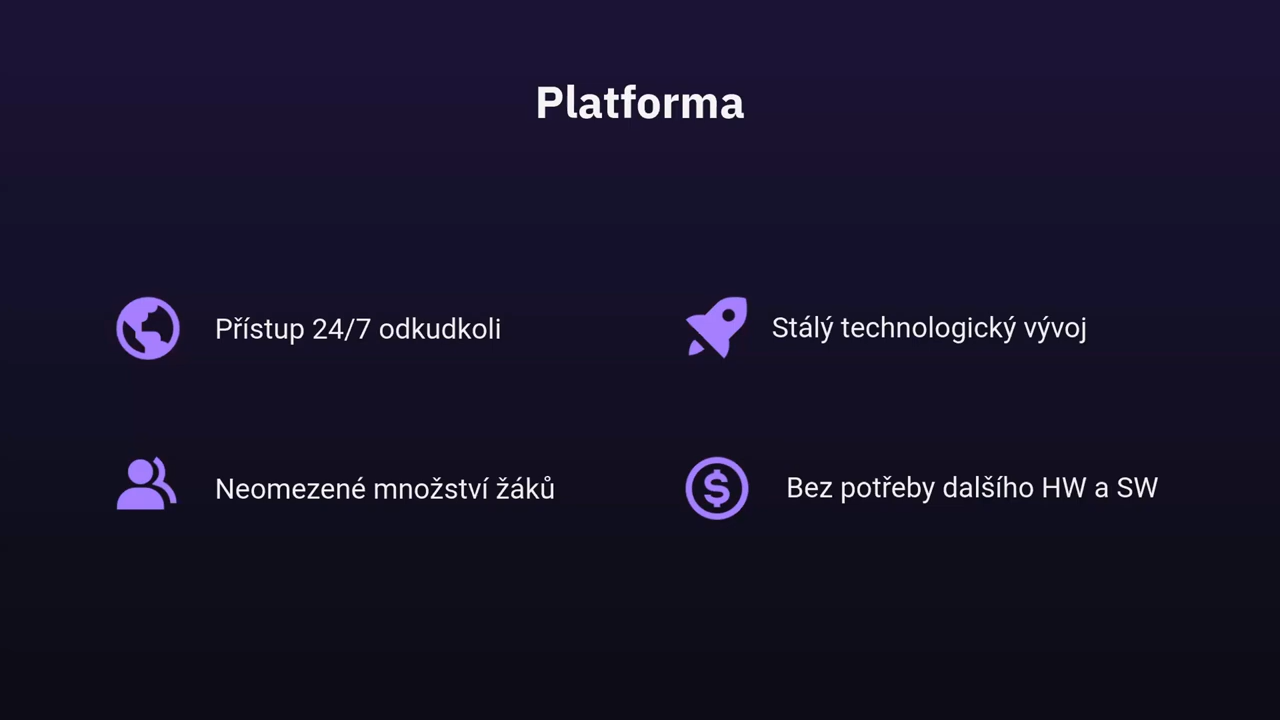 Platforma
Přístup 24/7 odkudkoli
Stálý technologický vývoj
Neomezené množství žáků
Bez potřeby dalšího HW a SW